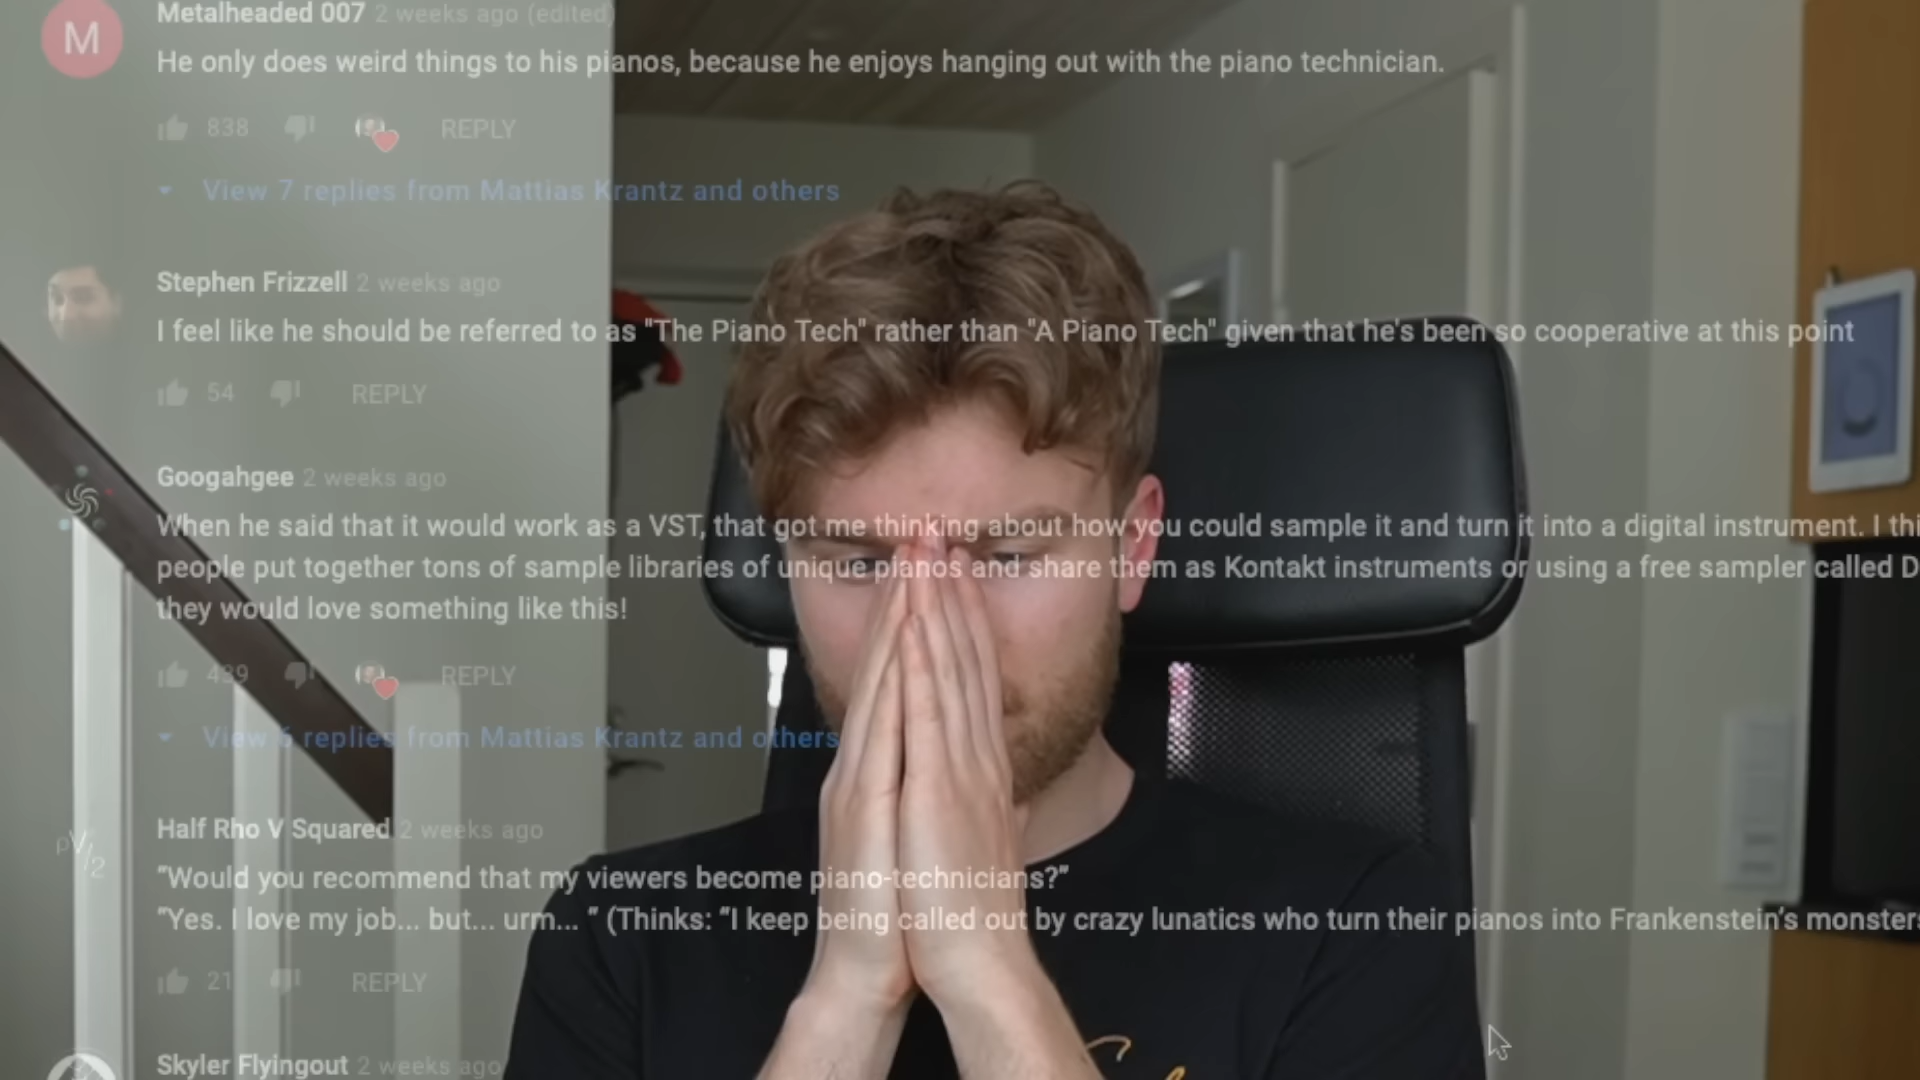 M
Metalheaded 007 2 weeks ago (edited)
He only does weird things to his pianos, because he enjoys hanging out with the piano technician.
838 REPLY
View 7 replies from Mattias Krantz and others
Stephen Frizzell 2 weeks ago
I feel like he should be referred to as "The Piano Tech" rather than "A Piano Tech" given that he's been so cooperative at this point
54 REPLY
Googahgee 2 weeks ago
When he said that it would work as a VST, that got me thinking about how you could sample it and turn it into a digital instrument. I thi
people put together tons of sample libraries of unique pianos and share them as Kontakt instruments or using a free sampler called D
they would love something like this!
439 REPLY
View 6 replies from Mattias Krantz and others
ρV/2
Half Rho V Squared 2 weeks ago
"Would you recommend that my viewers become piano-technicians?"
"Yes. I love my job... but... urm... " (Thinks: "I keep being called out by crazy lunatics who turn their pianos into Frankenstein's monsters
21 REPLY
Skyler Flyingout 2 weeks ago